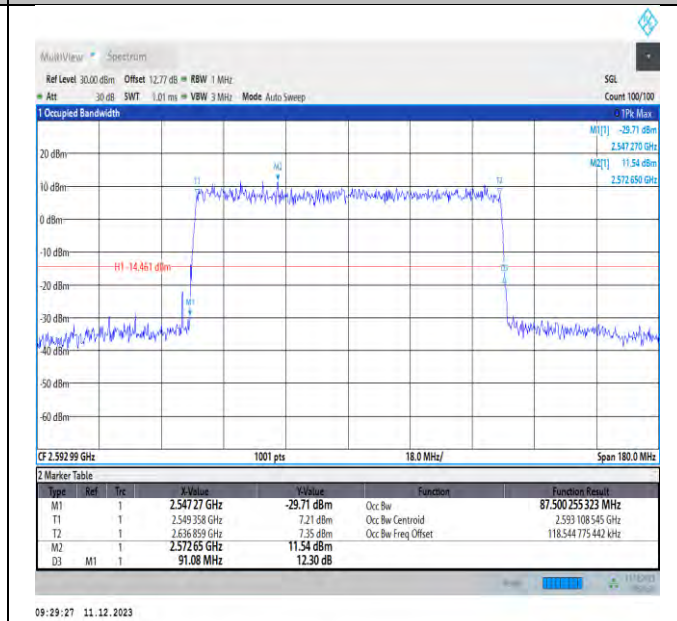 MultiView Spectrum
Ref Level 30.00 dBm Offset 12.77 dB RBW 1 MHz SGL
Att 30 dB SWT 1.01 ms VBW 3 MHz Mode Auto Sweep Count 100/100
1 Occupied Bandwidth 1Pk Max
M1[1] -29.71 dBm
2.547 270 GHz
M2[1] 11.54 dBm
2.572 650 GHz
20 dBm
M2
T1 T2
10 dBm
0 dBm
-10 dBm
H1 -14.461 dBm
D3
-20 dBm
M1
-30 dBm
-40 dBm
-50 dBm
-60 dBm
CF 2.592 99 GHz 1001 pts 18.0 MHz/ Span 180.0 MHz
2 Marker Table
Type Ref Trc X-Value Y-Value Function Function Result
M1 1 2.547 27 GHz -29.71 dBm Occ Bw 87.500 255 323 MHz
T1 1 2.549 358 GHz 7.21 dBm Occ Bw Centroid 2.593 108 545 GHz
T2 1 2.636 859 GHz 7.35 dBm Occ Bw Freq Offset 118.544 775 442 kHz
M2 1 2.572 65 GHz 11.54 dBm
D3 M1 1 91.08 MHz 12.30 dB
09:29:27 11.12.2023